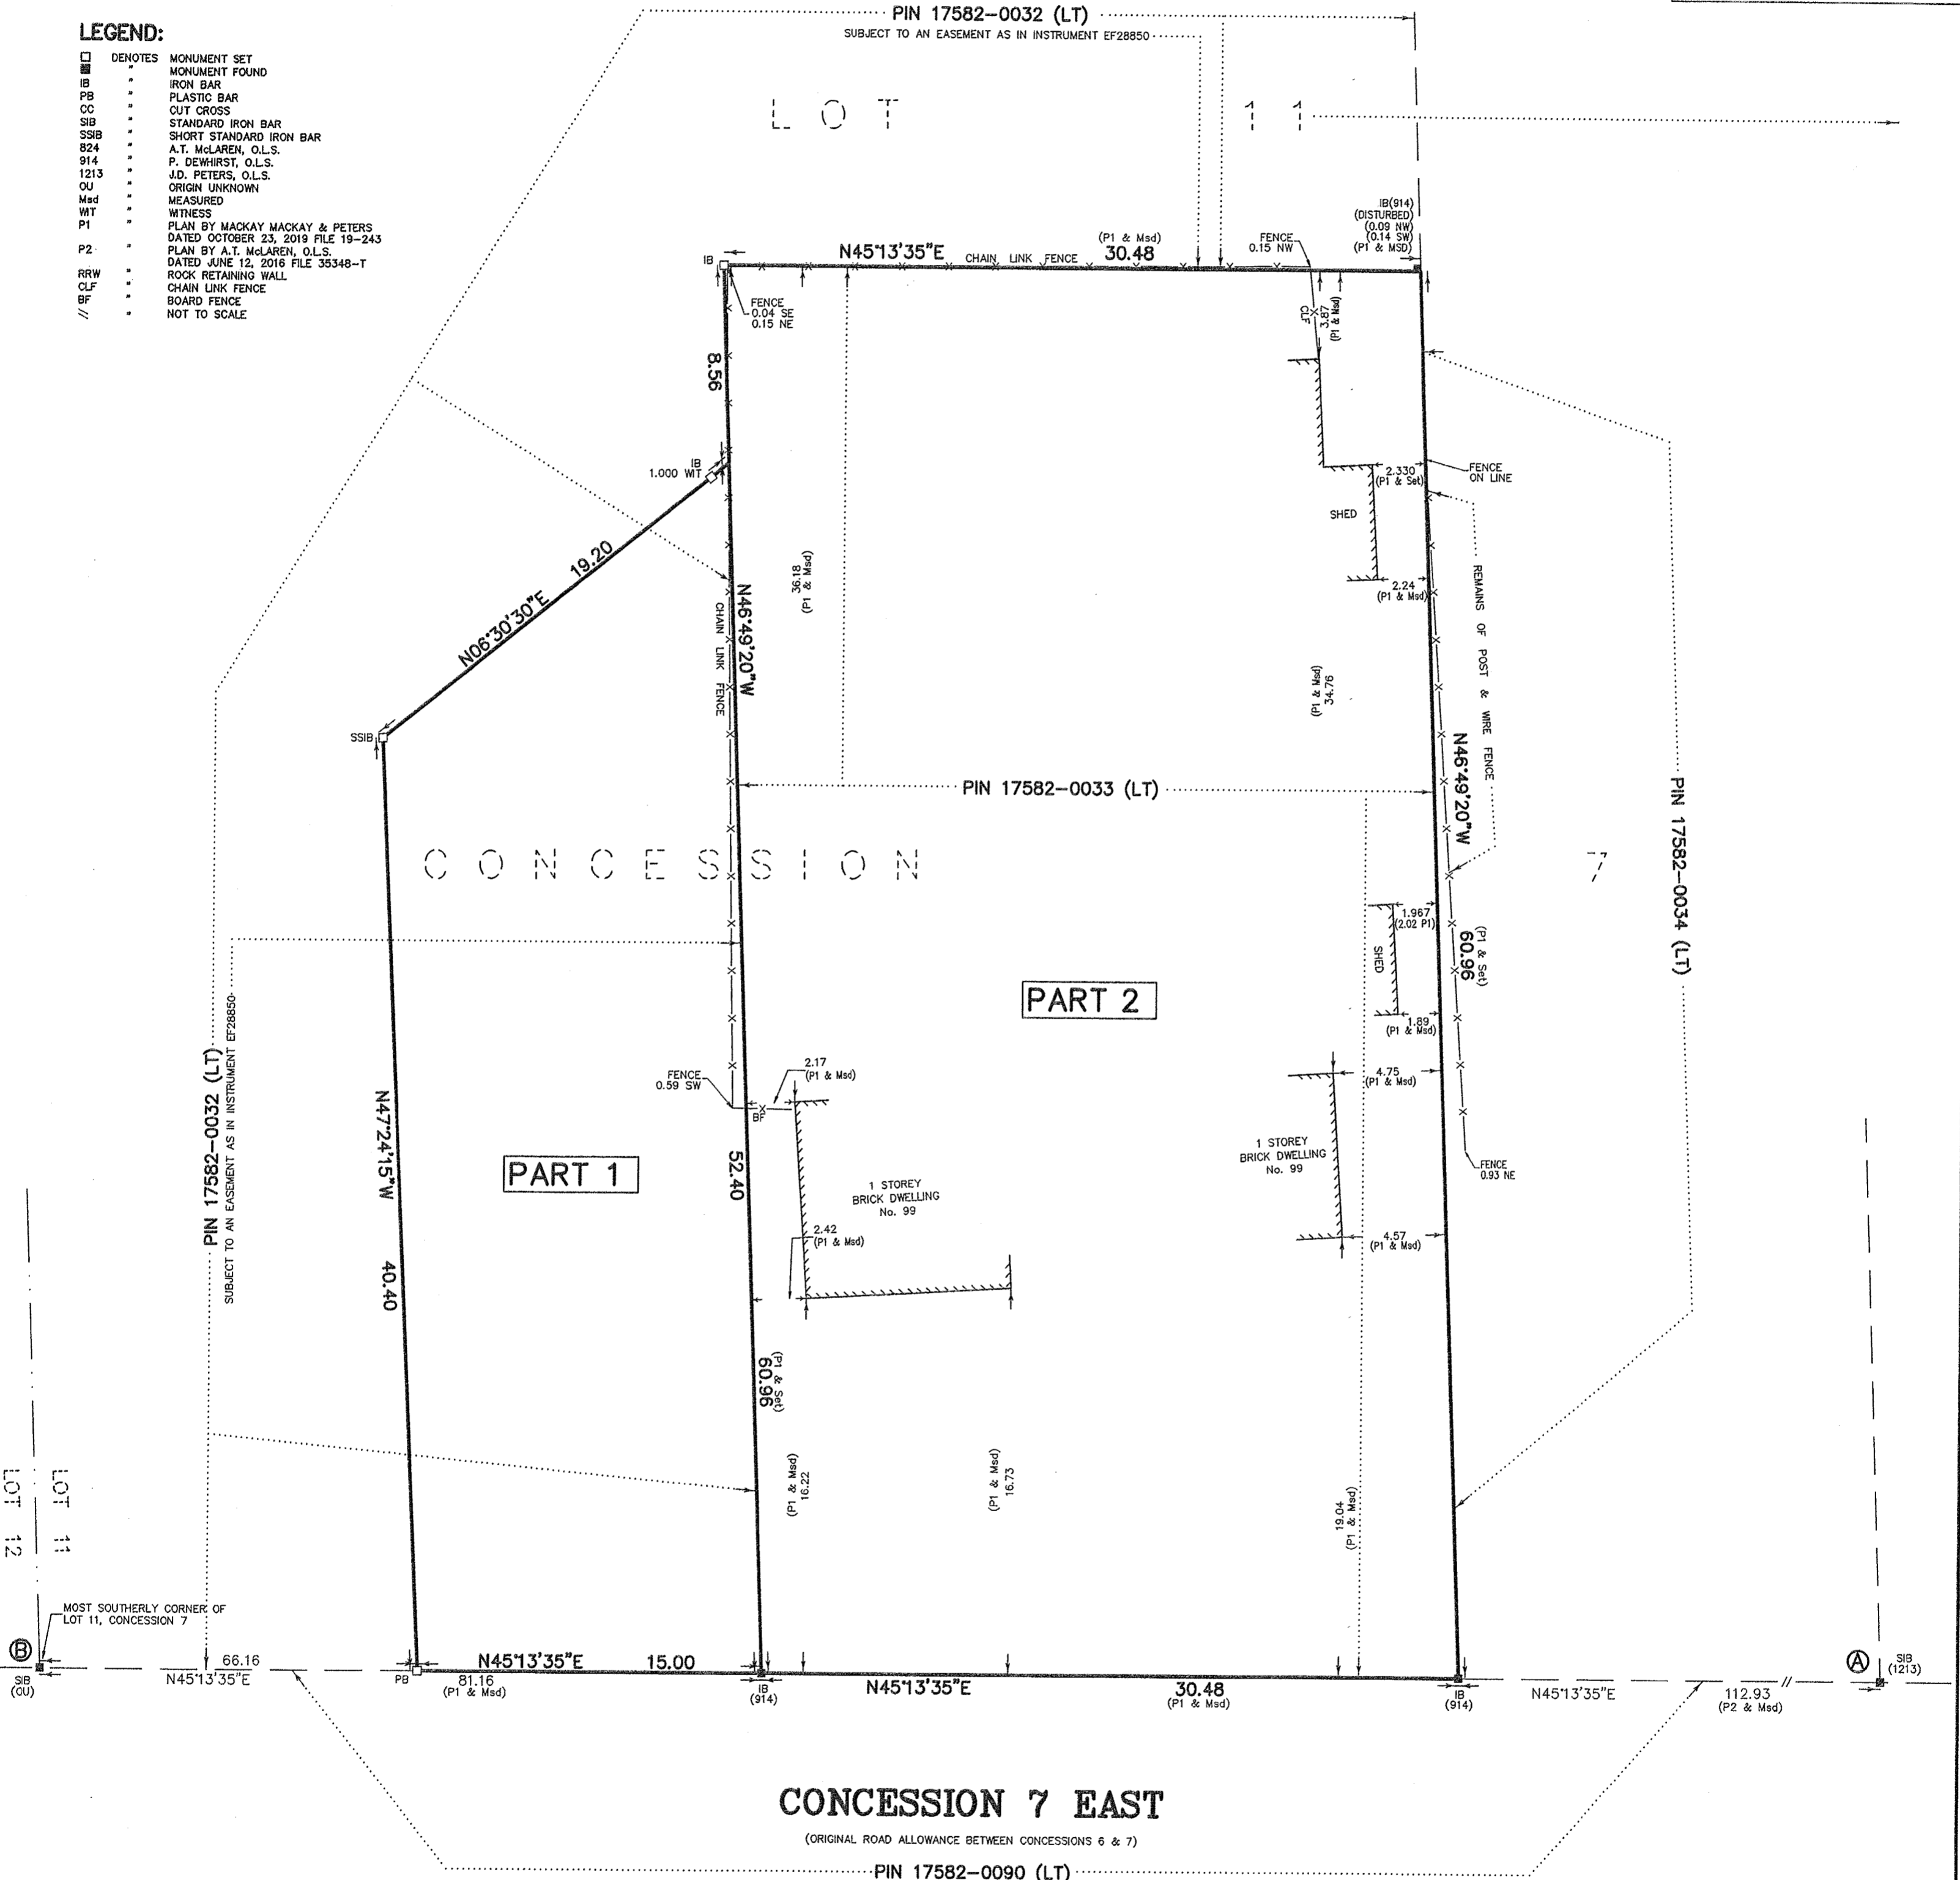 LEGEND:
DENOTES MONUMENT SET
" MONUMENT FOUND
IB " IRON BAR
PB " PLASTIC BAR
CC " CUT CROSS
SIB " STANDARD IRON BAR
SSIB " SHORT STANDARD IRON BAR
824 " A.T. McLAREN, O.L.S.
914 " P. DEWHIRST, O.L.S.
1213 " J.D. PETERS, O.L.S.
OU " ORIGIN UNKNOWN
Msd " MEASURED
WIT " WITNESS
P1 " PLAN BY MACKAY MACKAY & PETERS
DATED OCTOBER 23, 2019 FILE 19-243
P2 " PLAN BY A.T. McLAREN, O.L.S.
DATED JUNE 12, 2016 FILE 35348-T
RRW " ROCK RETAINING WALL
CLF " CHAIN LINK FENCE
BF " BOARD FENCE
// " NOT TO SCALE
PIN 17582-0032 (LT)
SUBJECT TO AN EASEMENT AS IN INSTRUMENT EF28850
LOT 11
IB(914)
(DISTURBED)
(0.09 NW)
(0.14 SW)
(P1 & MSD)
IB
N45°13'35"E
CHAIN LINK FENCE
(P1 & Msd)
30.48
FENCE
0.15 NW
FENCE
0.04 SE
0.15 NE
CLF
3.87
(P1 & Msd)
8.56
IB
1.000 WIT
2.330
(P1 & Set)
FENCE
ON LINE
SHED
2.24
(P1 & Msd)
19.20
N06°30'30"E
36.18
(P1 & Msd)
N46°49'20"W
CHAIN LINK FENCE
34.76
(P1 & Msd)
REMAINS OF POST & WIRE FENCE
N46°49'20"W
SSIB
PIN 17582-0033 (LT)
PIN 17582-0034 (LT)
CONCESSION 7
1.967
(2.02 P1)
SHED
1.89
(P1 & Msd)
(P1 & Set)
60.96
PART 2
4.75
(P1 & Msd)
FENCE
0.59 SW
2.17
(P1 & Msd)
BF
PIN 17582-0032 (LT)
SUBJECT TO AN EASEMENT AS IN INSTRUMENT EF28850
N47°24'15"W
40.40
PART 1
52.40
1 STOREY
BRICK DWELLING
No. 99
1 STOREY
BRICK DWELLING
No. 99
FENCE
0.93 NE
2.42
(P1 & Msd)
4.57
(P1 & Msd)
(P1 & Set)
60.96
(P1 & Msd)
16.22
(P1 & Msd)
16.73
19.04
(P1 & Msd)
LOT 12
LOT 11
MOST SOUTHERLY CORNER OF
LOT 11, CONCESSION 7
B
SIB
(OU)
66.16
N45°13'35"E
PB
N45°13'35"E
15.00
81.16
(P1 & Msd)
IB
(914)
N45°13'35"E
30.48
(P1 & Msd)
IB
(914)
N45°13'35"E
//
112.93
(P2 & Msd)
A
SIB
(1213)
CONCESSION 7 EAST
(ORIGINAL ROAD ALLOWANCE BETWEEN CONCESSIONS 6 & 7)
PIN 17582-0090 (LT)